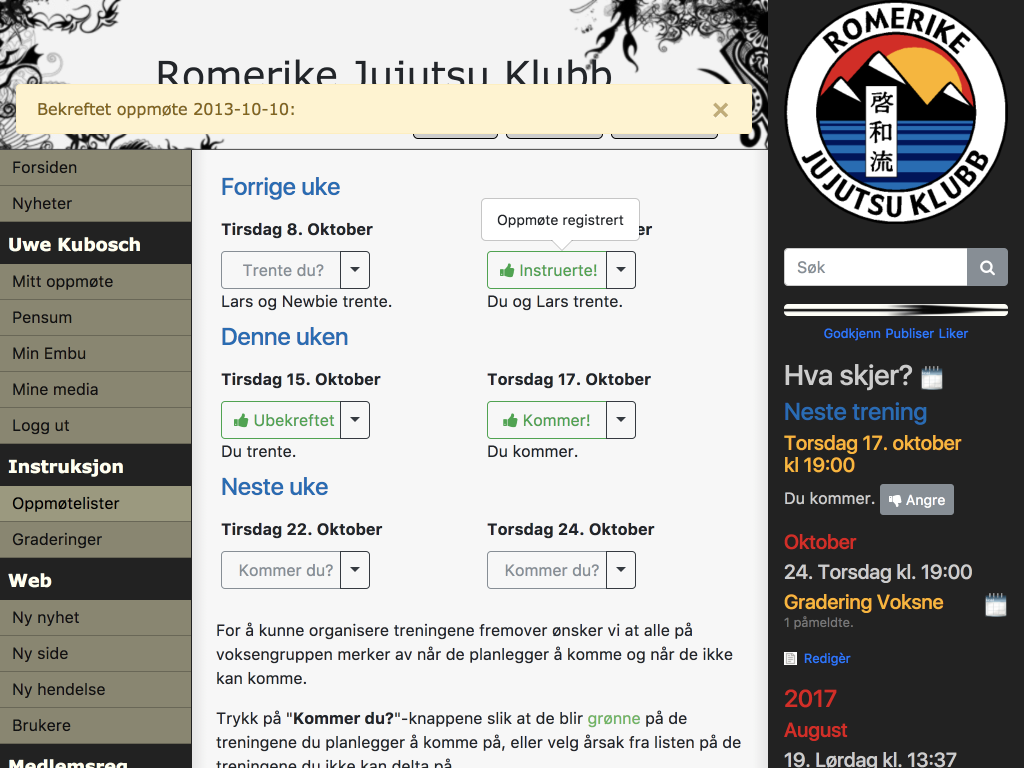 Romerike Jujutsu Klubb
Bekreftet oppmøte 2013-10-10:
×
Forsiden
Nyheter
Uwe Kubosch
Mitt oppmøte
Pensum
Min Embu
Mine media
Logg ut
Instruksjon
Oppmøtelister
Graderinger
Web
Ny nyhet
Ny side
Ny hendelse
Brukere
Medlemsreg
Forrige uke
Oppmøte registrert
Tirsdag 8. Oktober
er
Trente du?
Instruerte!
Lars og Newbie trente.
Du og Lars trente.
Denne uken
Tirsdag 15. Oktober
Torsdag 17. Oktober
Ubekreftet
Kommer!
Du trente.
Du kommer.
Neste uke
Tirsdag 22. Oktober
Torsdag 24. Oktober
Kommer du?
Kommer du?
For å kunne organisere treningene fremover ønsker vi at alle på
voksengruppen merker av når de planlegger å komme og når de ikke
kan komme.
Trykk på "Kommer du?"-knappene slik at de blir grønne på de
treningene du planlegger å komme på, eller velg årsak fra listen på de
treningene du ikke kan delta på.
ROMERIKE
啓和流
JUJUTSU KLUBB
Søk
Godkjenn Publiser Liker
Hva skjer?
Neste trening
Torsdag 17. oktober
kl 19:00
Du kommer.
Angre
Oktober
24. Torsdag kl. 19:00
Gradering Voksne
1 påmeldte.
Redigèr
2017
August
19. Lørdag kl. 13:37